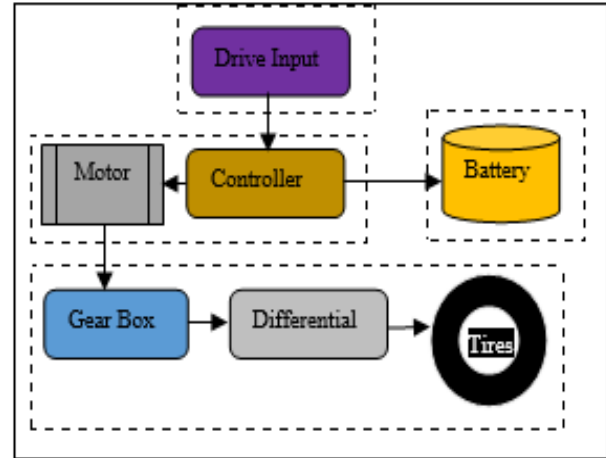 Drive Input
Motor
Controller
Battery
Gear Box
Differential
Tires